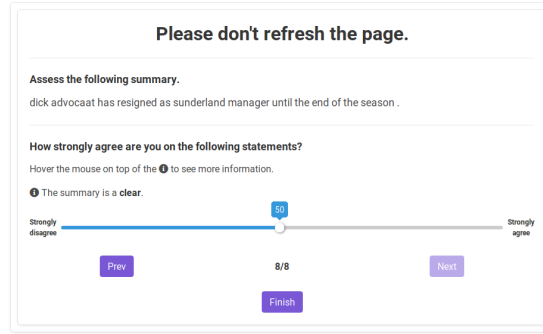 Please don't refresh the page.
Assess the following summary.
dick advocaat has resigned as sunderland manager until the end of the season .
How strongly agree are you on the following statements?
Hover the mouse on top of the i to see more information.
i The summary is a clear.
50
Strongly disagree
Strongly agree
Prev
8/8
Next
Finish